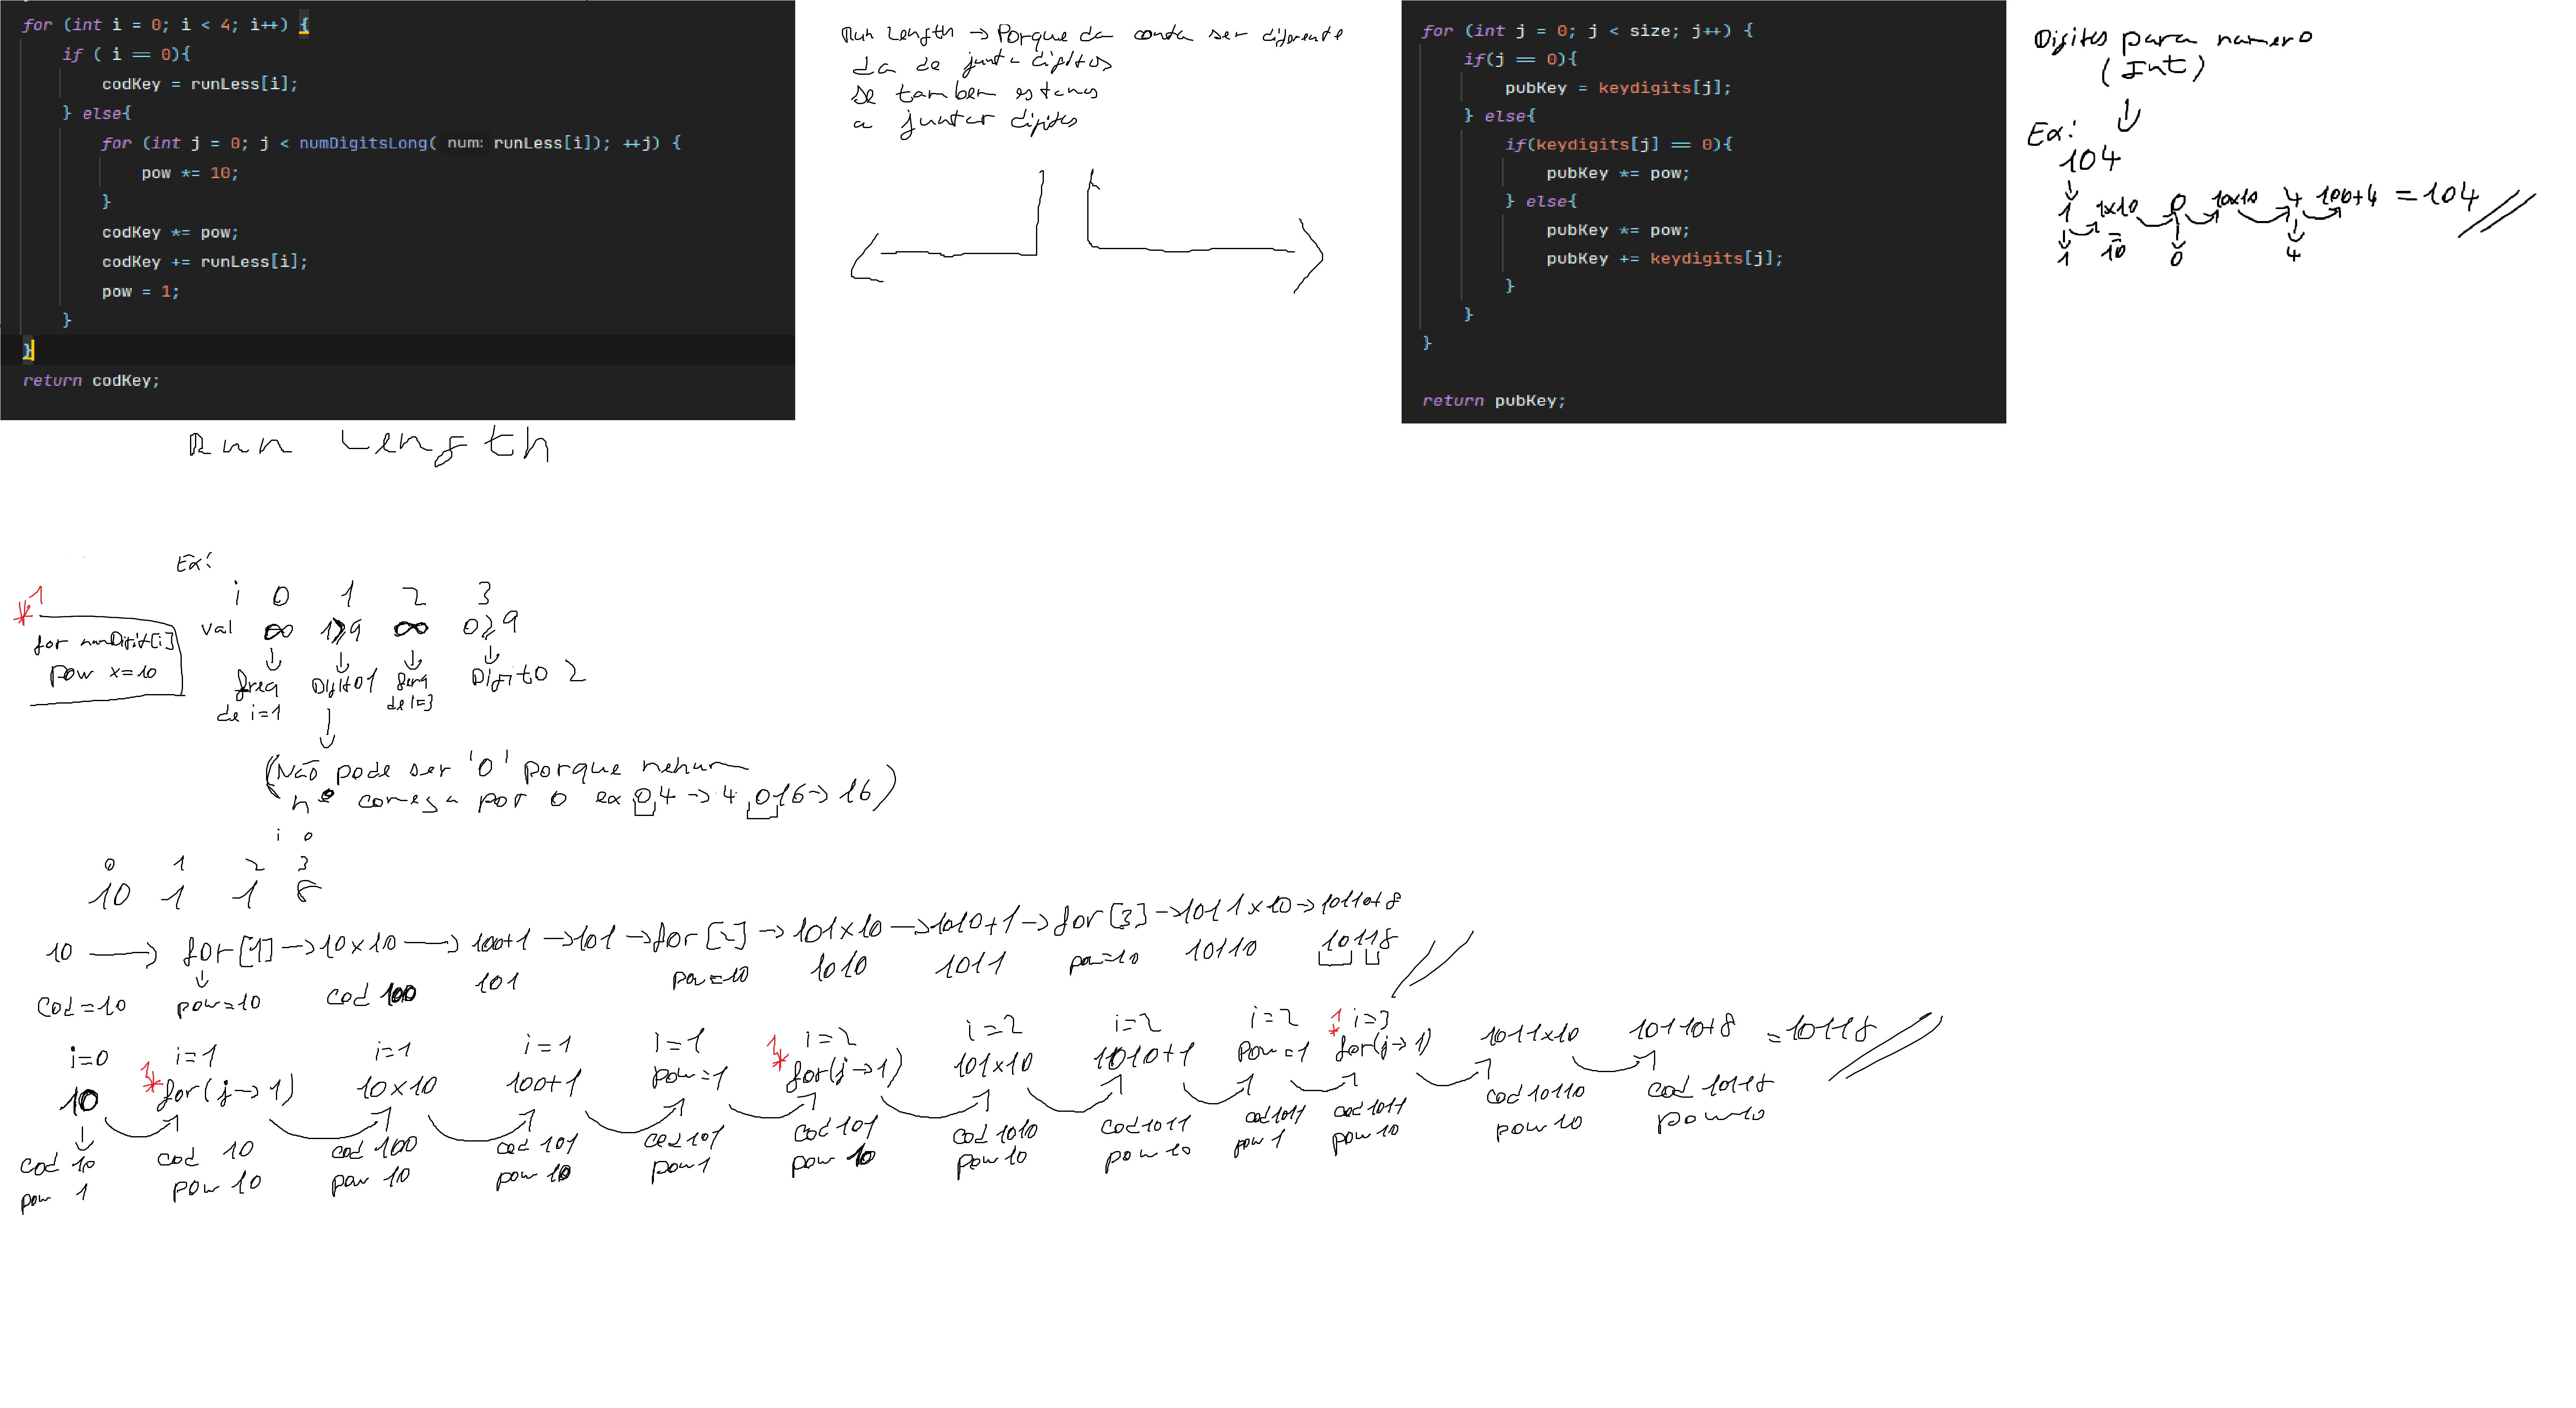 for (int i = 0; i < 4; i++) {
if ( i == 0){
codKey = runLess[i];
} else{
for (int j = 0; j < numDigitsLong( num: runLess[i]); ++j) {
pow *= 10;
}
codKey *= pow;
codKey += runLess[i];
pow = 1;
}
}
return codKey;
Run Length
Run Length → Porque da conta ser diferente
da de junta digitos
se tambem estamos
a juntar digitos
for (int j = 0; j < size; j++) {
if(j == 0){
pubKey = keydigits[j];
} else{
if(keydigits[j] == 0){
pubKey *= pow;
} else{
pubKey *= pow;
pubKey += keydigits[j];
}
}
}
return pubKey;
Digitos para numero
(Int)
Ex:
104
1 1x10 0 10x10 4 100+4 = 104
1 = 10 0 4
Ex:
i 0 1 2 3
*1
for numDigit[i]
pow x=10
val ∞ 1≥9 ∞ 0≥9
freq Digito 1 freq Digito 2
de i=1 de i=3
(Não pode ser '0' porque nehum
nº começa por 0 ex 0,4 → 4, 016 → 16)
i 0
0 1 2 3
10 1 1 8
10 → for [1] → 10x10 → 100+1 → 101 → for [2] → 101x10 → 1010+1 → for [3] → 1011x10 → 10110+8
cod=10 pow=10 cod 100 101 pow=10 1010 1011 pow=10 10110 10118
i=0 i=1 i=1 i=1 i=1 1* i=2 i=2 i=2 i=2 1* i=3
10 1* for(j→1) 10x10 100+1 pow=1 for(j→1) 101x10 1010+1 pow=1 for(j→1) 1011x10 10110+8 = 10118
cod 10 cod 10 cod 100 cod 101 cod 101 cod 101 cod 1010 cod 1011 cod 1011 cod 1011 cod 10110 cod 10118
pow 1 pow 10 pow 10 pow 10 pow 1 pow 10 pow 10 pow 10 pow 1 pow 10 pow 10 pow 10